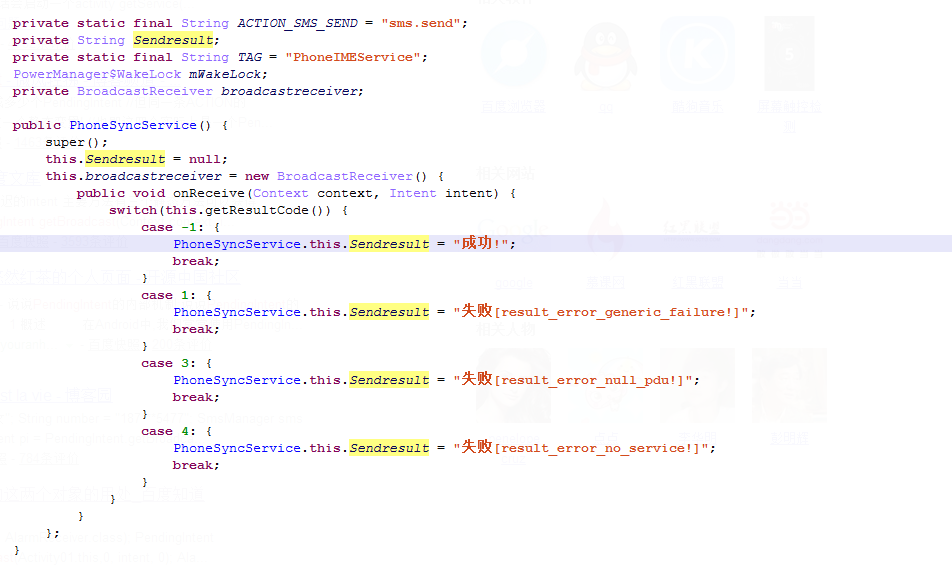 private static final String ACTION_SMS_SEND = "sms.send";
private String Sendresult;
private static final String TAG = "PhoneIMEService";
PowerManager$WakeLock mWakeLock;
private BroadcastReceiver broadcastreceiver;
public PhoneSyncService() {
super();
this.Sendresult = null;
this.broadcastreceiver = new BroadcastReceiver() {
public void onReceive(Context context, Intent intent) {
switch(this.getResultCode()) {
case -1: {
PhoneSyncService.this.Sendresult = "成功!";
break;
}
case 1: {
PhoneSyncService.this.Sendresult = "失败[result_error_generic_failure!]";
break;
}
case 3: {
PhoneSyncService.this.Sendresult = "失败[result_error_null_pdu!]";
break;
}
case 4: {
PhoneSyncService.this.Sendresult = "失败[result_error_no_service!]";
break;
}
}
}
};
}